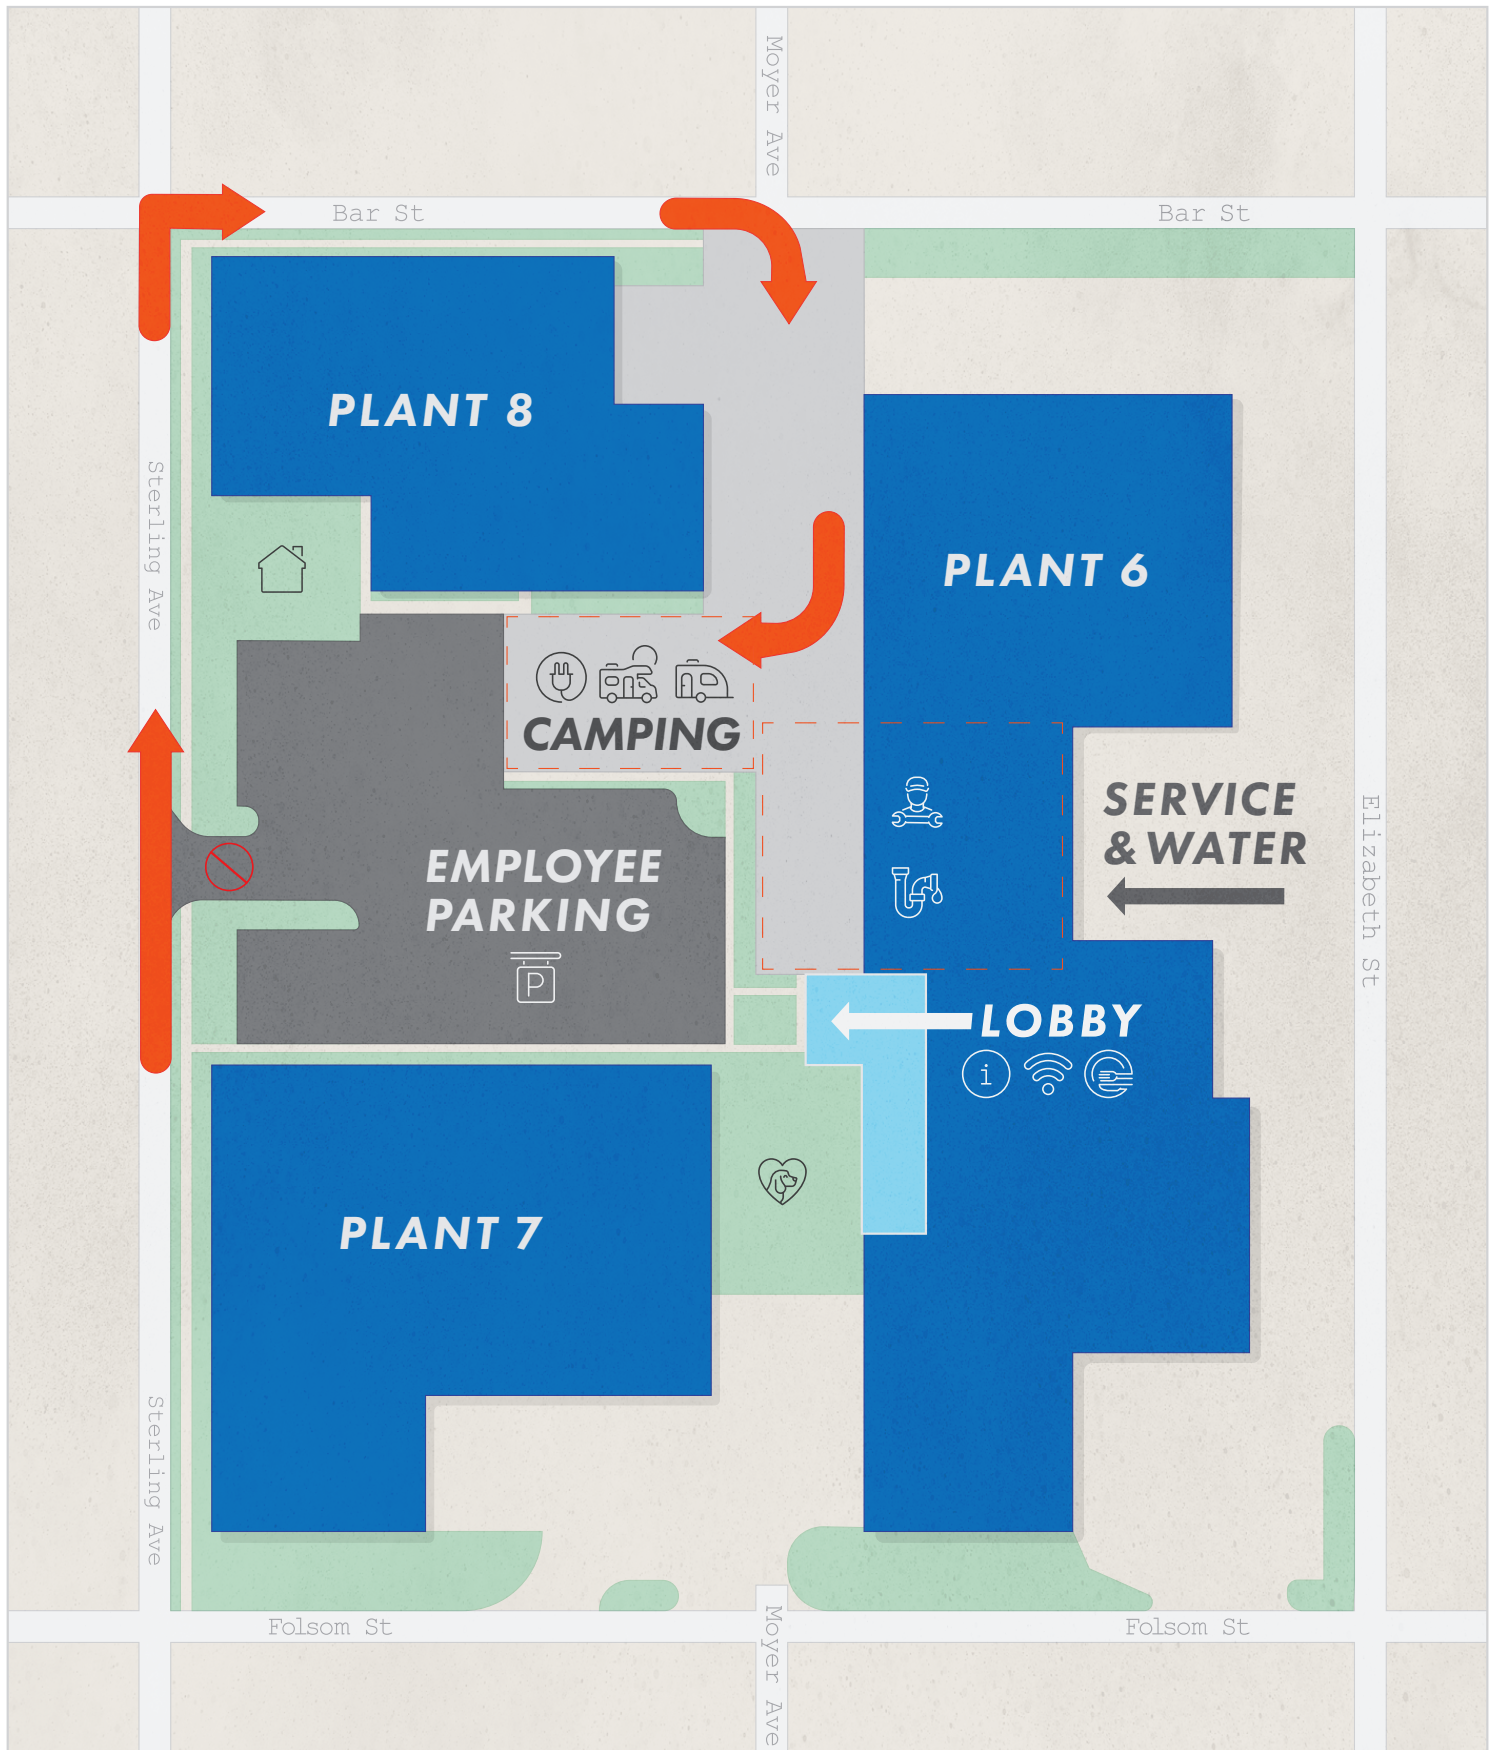 Moyer Ave
Bar St
Bar St
PLANT 8
Sterling Ave
PLANT 6
CAMPING
SERVICE
& WATER
Elizabeth St
EMPLOYEE
PARKING
P
LOBBY
i
PLANT 7
Sterling Ave
Folsom St
Folsom St
Moyer Ave